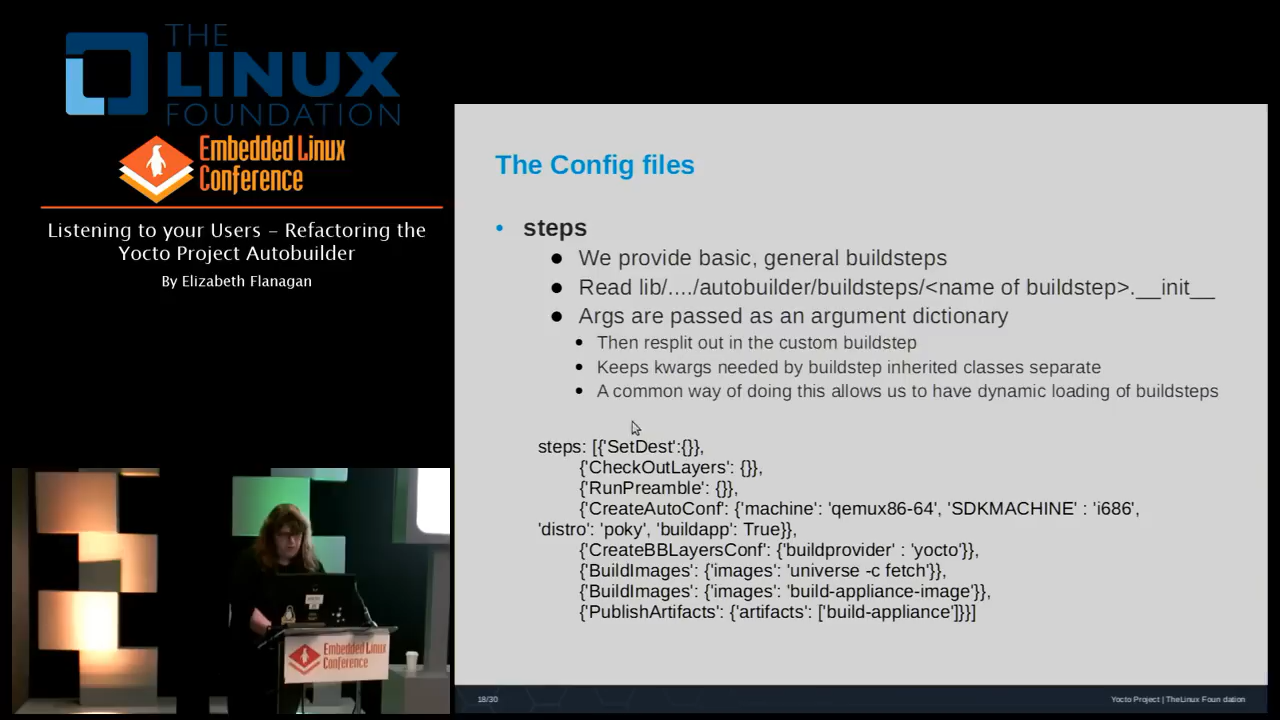 THE
LINUX
FOUNDATION
Embedded Linux
Conference
Listening to your Users – Refactoring the
Yocto Project Autobuilder
By Elizabeth Flanagan
The Config files
• steps
● We provide basic, general buildsteps
● Read lib/..../autobuilder/buildsteps/<name of buildstep>.__init__
● Args are passed as an argument dictionary
• Then resplit out in the custom buildstep
• Keeps kwargs needed by buildstep inherited classes separate
• A common way of doing this allows us to have dynamic loading of buildsteps
steps: [{'SetDest':{}},
{'CheckOutLayers': {}},
{'RunPreamble': {}},
{'CreateAutoConf': {'machine': 'qemux86-64', 'SDKMACHINE' : 'i686',
'distro': 'poky', 'buildapp': True}},
{'CreateBBLayersConf': {'buildprovider' : 'yocto'}},
{'BuildImages': {'images': 'universe -c fetch'}},
{'BuildImages': {'images': 'build-appliance-image'}},
{'PublishArtifacts': {'artifacts': ['build-appliance']}}]
Embedded Linux
Conference
18/30
Yocto Project | TheLinux Foun dation